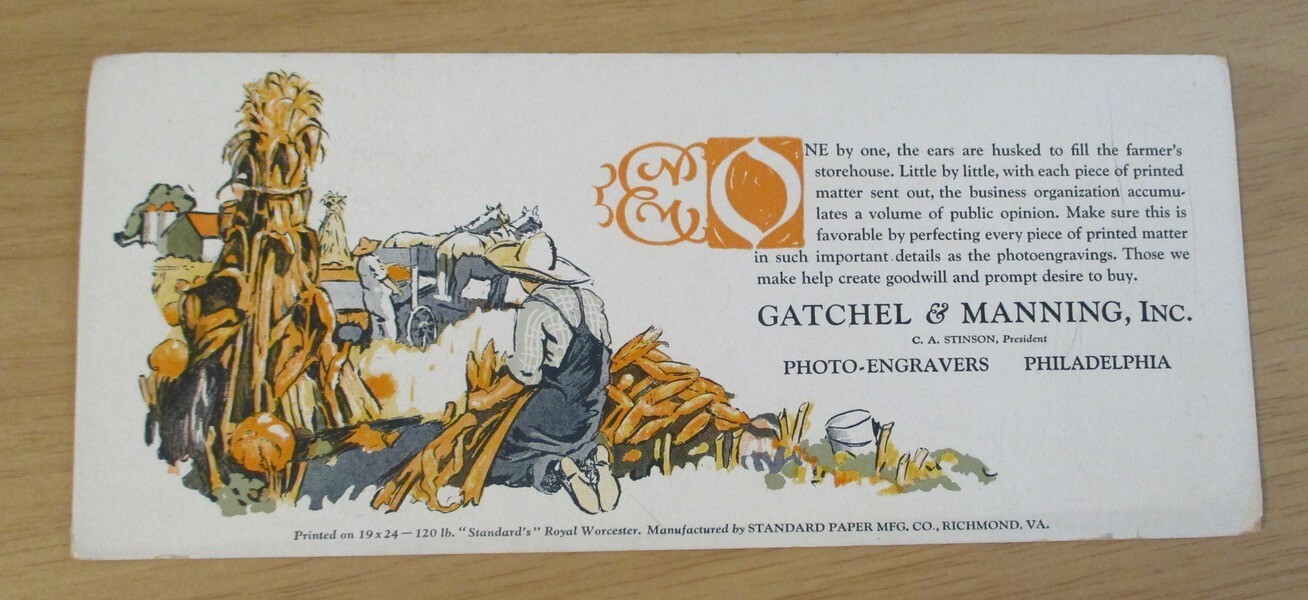 ONE by one, the ears are husked to fill the farmer's
storehouse. Little by little, with each piece of printed
matter sent out, the business organization accumu-
lates a volume of public opinion. Make sure this is
favorable by perfecting every piece of printed matter
in such important details as the photoengravings. Those we
make help create goodwill and prompt desire to buy.
GATCHEL & MANNING, INC.
C. A. STINSON, President
PHOTO-ENGRAVERS PHILADELPHIA
Printed on 19x24—120 lb. "Standard's" Royal Worcester. Manufactured by STANDARD PAPER MFG. CO., RICHMOND. VA.